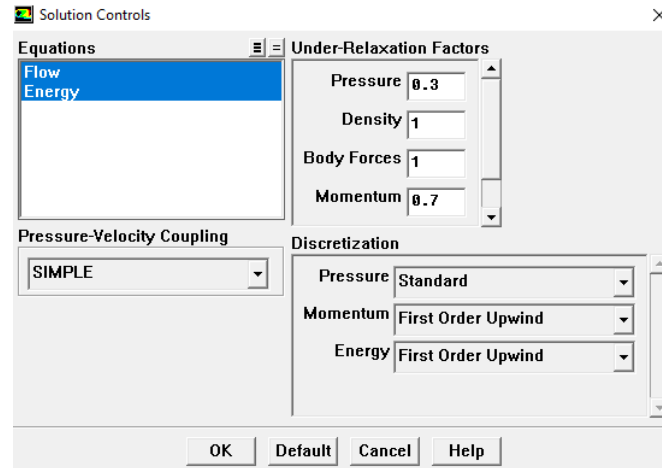 Solution Controls
Equations
Flow
Energy
Under-Relaxation Factors
Pressure 0.3
Density 1
Body Forces 1
Momentum 0.7
Pressure-Velocity Coupling
SIMPLE
Discretization
Pressure Standard
Momentum First Order Upwind
Energy First Order Upwind
OK Default Cancel Help